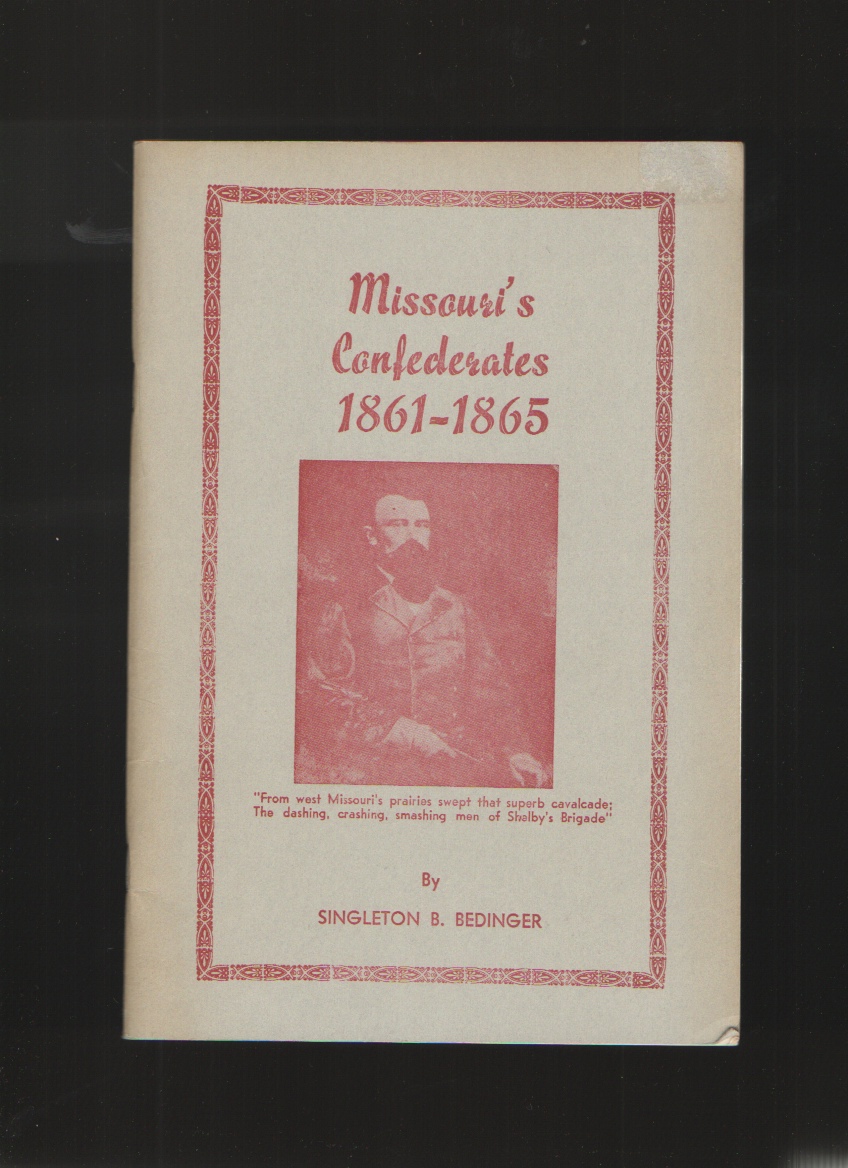 Missouri's
Confederates
1861-1865
"From west Missouri's prairies swept that superb cavalcade;
The dashing, crashing, smashing men of Shelby's Brigade"
By
SINGLETON B. BEDINGER